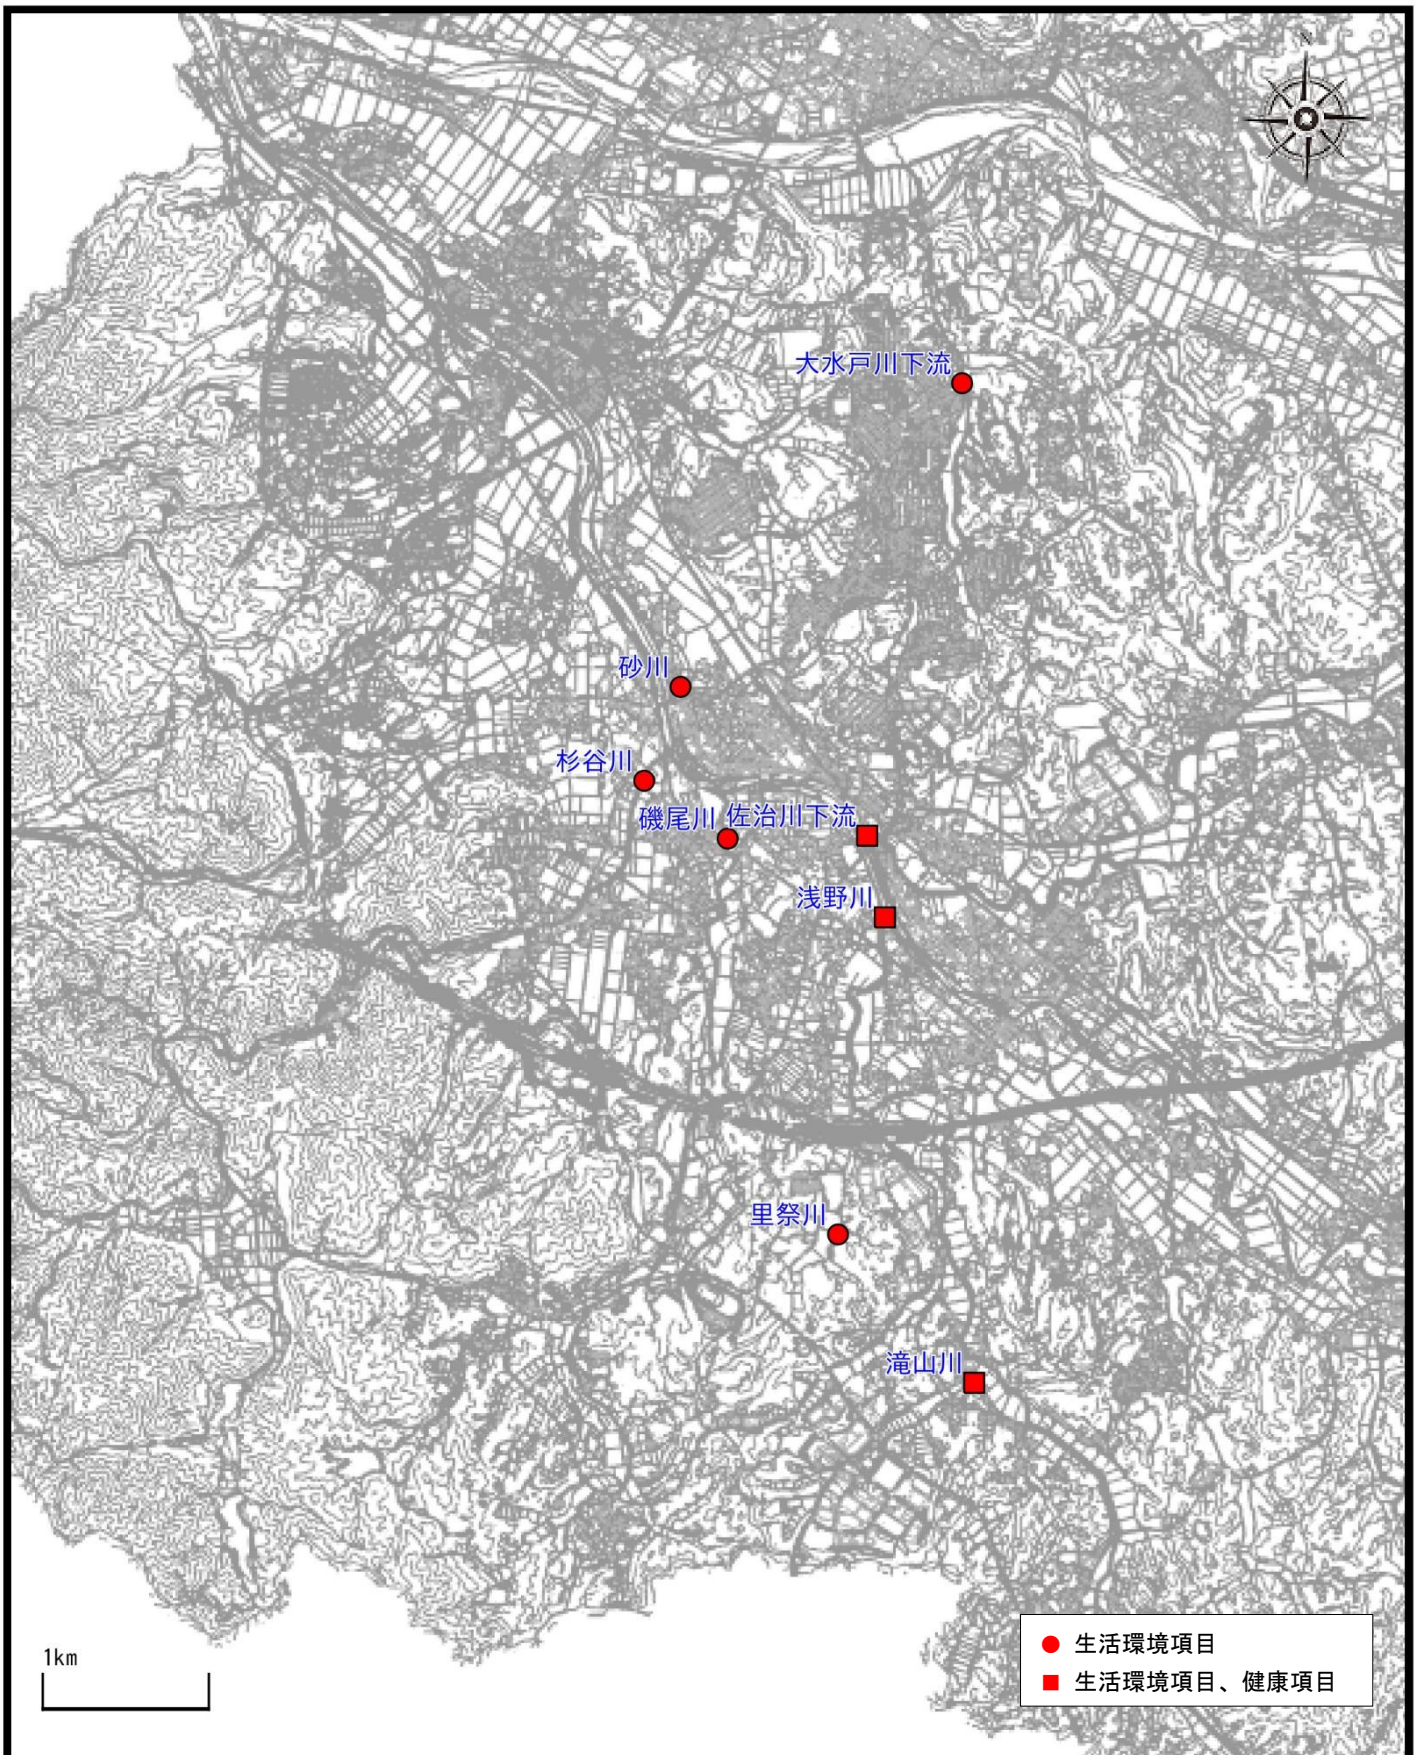 N
大水戸川下流
砂川
杉谷川
磯尾川
佐治川下流
浅野川
里祭川
滝山川
1km
生活環境項目
生活環境項目、健康項目